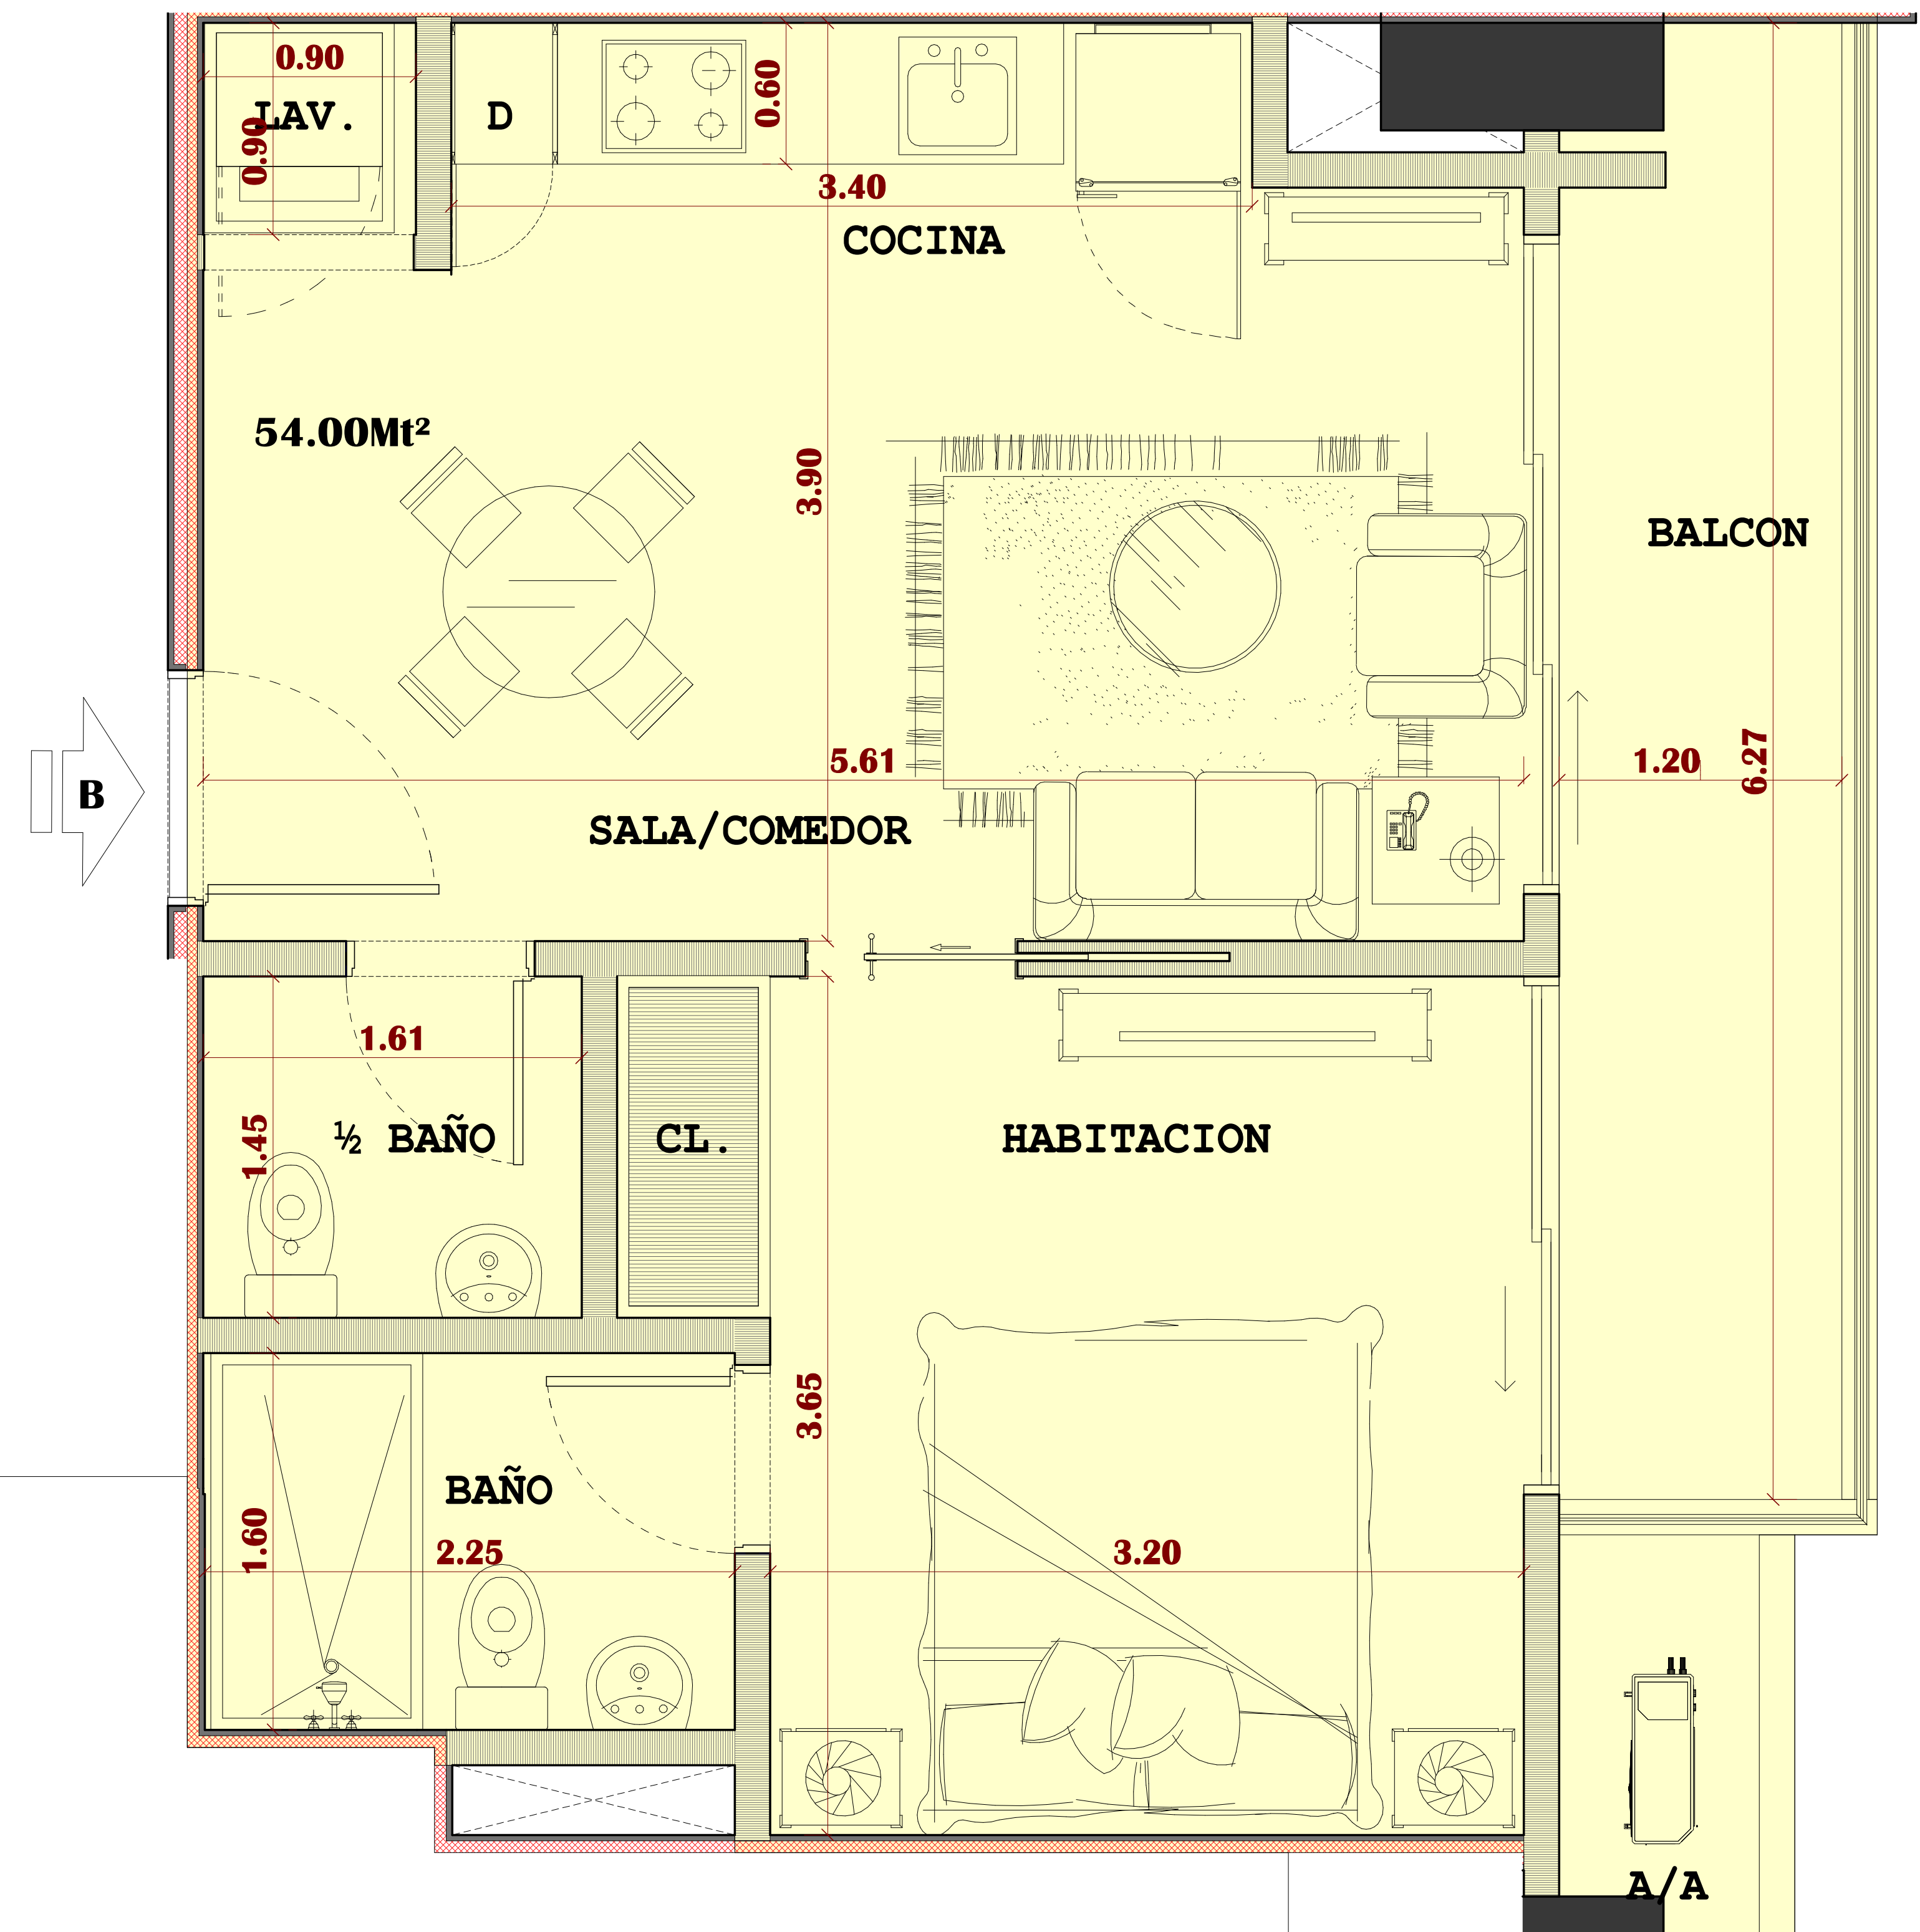 0.90
LAV.
0.90
D
0.60
3.40
COCINA
54.00Mt²
3.90
BALCON
5.61
1.20
6.27
B
SALA/COMEDOR
1.61
1.45
½ BAÑO
CL.
HABITACION
3.65
BAÑO
1.60
2.25
3.20
A/A